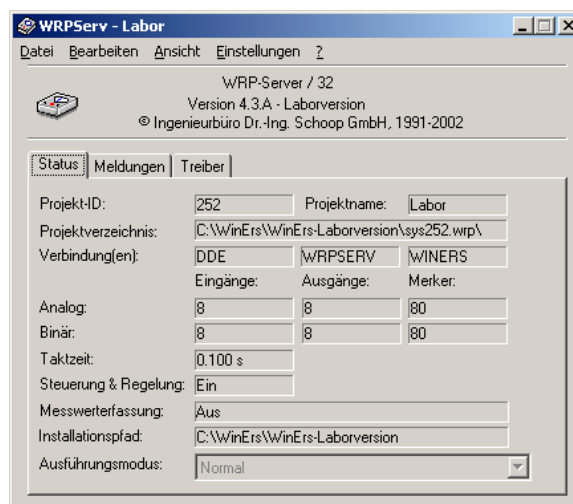 WRPServ - Labor
Datei Bearbeiten Ansicht Einstellungen ?
WRP-Server / 32
Version 4.3.A - Laborversion
© Ingenieurbüro Dr.-Ing. Schoop GmbH, 1991-2002
Status Meldungen Treiber
Projekt-ID: 252 Projektname: Labor
Projektverzeichnis: C:\WinErs\WinErs-Laborversion\sys252.wrp\
Verbindung(en): DDE WRPSERV WINERS
Eingänge: Ausgänge: Merker:
Analog: 8 8 80
Binär: 8 8 80
Taktzeit: 0.100 s
Steuerung & Regelung: Ein
Messwerterfassung: Aus
Installationspfad: C:\WinErs\WinErs-Laborversion
Ausführungsmodus: Normal